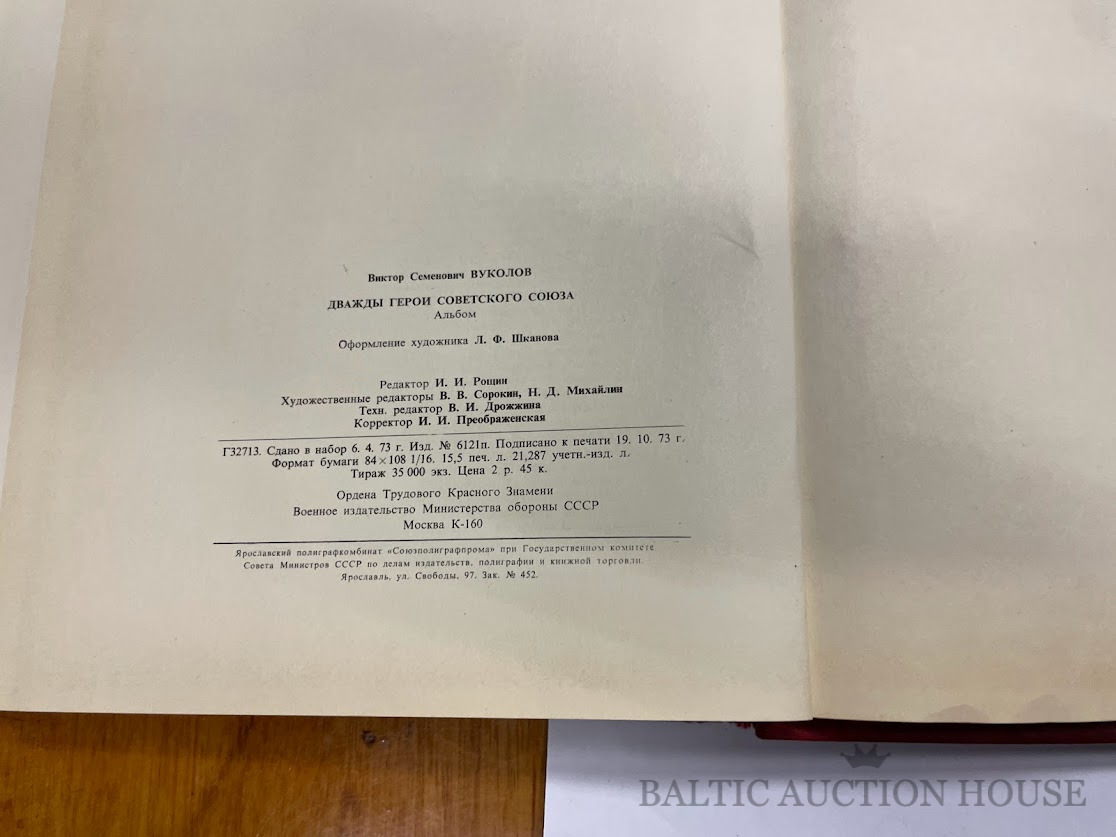 Виктор Семенович ВУКОЛОВ
ДВАЖДЫ ГЕРОИ СОВЕТСКОГО СОЮЗА
Альбом
Оформление художника Л. Ф. Шканова
Редактор И. И. Рощин
Художественные редакторы В. В. Сорокин, Н. Д. Михайлин
Техн. редактор В. И. Дрожжина
Корректор И. И. Преображенская
Г32713. Сдано в набор 6. 4. 73 г. Изд. № 6121п. Подписано к печати 19. 10. 73 г.
Формат бумаги 84×108 1/16. 15,5 печ. л. 21,287 учетн.-изд. л.
Тираж 35 000 экз. Цена 2 р. 45 к.
Ордена Трудового Красного Знамени
Военное издательство Министерства обороны СССР
Москва К-160
Ярославский полиграфкомбинат «Союзполиграфпрома» при Государственном комитете
Совета Министров СССР по делам издательств, полиграфии и книжной торговли.
Ярославль, ул. Свободы, 97. Зак. № 452.
BALTIC AUCTION HOUSE